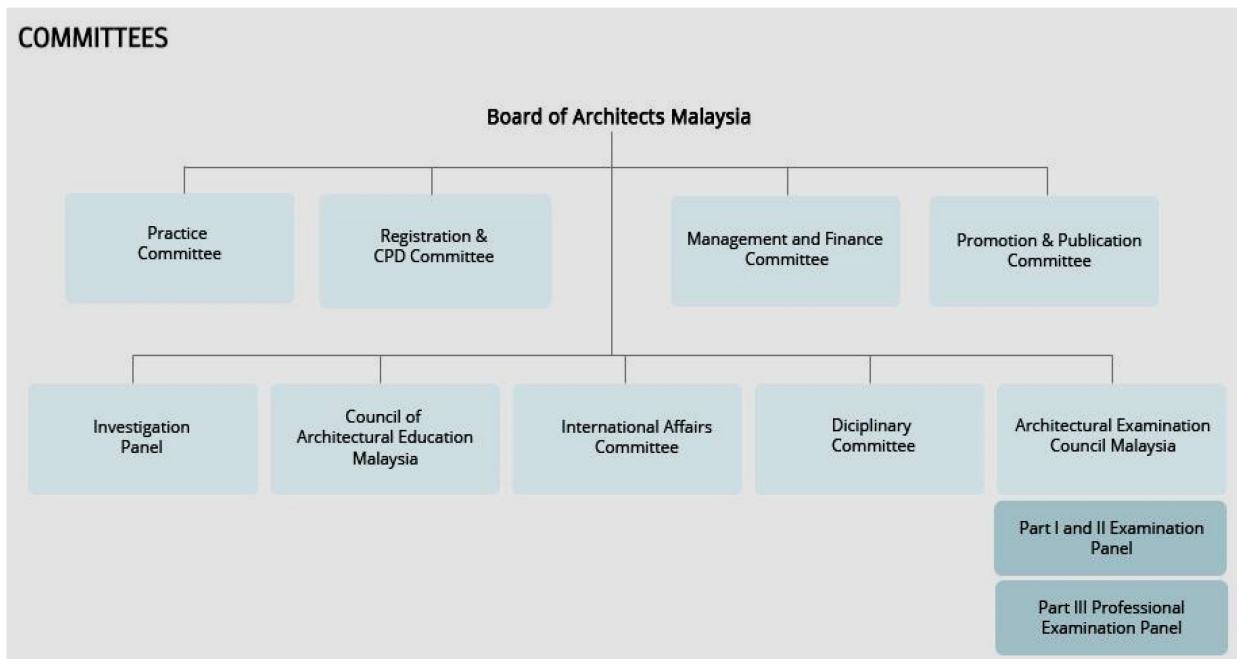 COMMITTEES
Board of Architects Malaysia
Practice
Committee
Registration &
CPD Committee
Management and Finance
Committee
Promotion & Publication
Committee
Investigation
Panel
Council of
Architectural Education
Malaysia
International Affairs
Committee
Diciplinary
Committee
Architectural Examination
Council Malaysia
Part I and II Examination
Panel
Part III Professional
Examination Panel